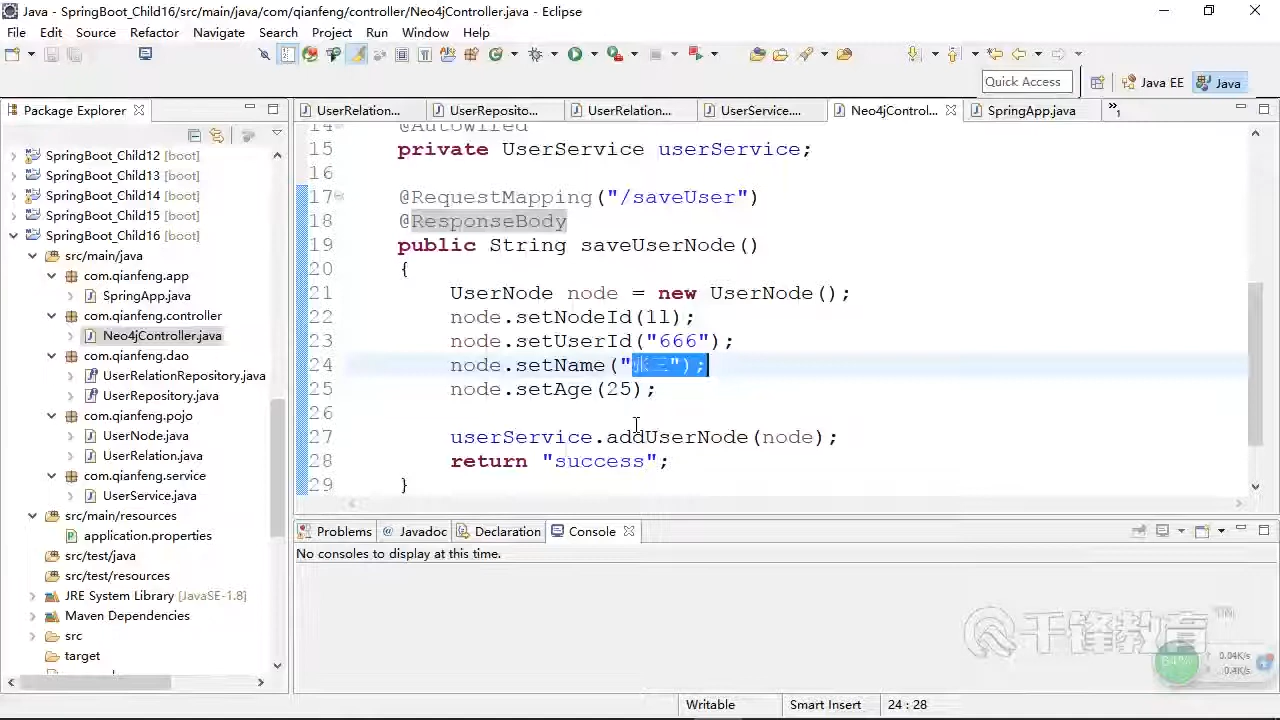 Java - SpringBoot_Child16/src/main/java/com/qianfeng/controller/Neo4jController.java - Eclipse
File Edit Source Refactor Navigate Search Project Run Window Help
Quick Access
Java EE
Java
Package Explorer
UserRelation...
UserReposito...
UserRelation...
UserService....
Neo4jControl...
SpringApp.java
»1
SpringBoot_Child12 [boot]
SpringBoot_Child13 [boot]
SpringBoot_Child14 [boot]
SpringBoot_Child15 [boot]
SpringBoot_Child16 [boot]
src/main/java
com.qianfeng.app
SpringApp.java
com.qianfeng.controller
Neo4jController.java
com.qianfeng.dao
UserRelationRepository.java
UserRepository.java
com.qianfeng.pojo
UserNode.java
UserRelation.java
com.qianfeng.service
UserService.java
src/main/resources
application.properties
src/test/java
src/test/resources
JRE System Library [JavaSE-1.8]
Maven Dependencies
src
target
14 @Autowired
15 private UserService userService;
16
17 @RequestMapping("/saveUser")
18 @ResponseBody
19 public String saveUserNode()
20 {
21 UserNode node = new UserNode();
22 node.setNodeId(1l);
23 node.setUserId("666");
24 node.setName("张三");
25 node.setAge(25);
26
27 userService.addUserNode(node);
28 return "success";
29 }
Problems
@ Javadoc
Declaration
Console
No consoles to display at this time.
千锋教育
0.04K/s
0.4K/s
Writable
Smart Insert
24 : 28